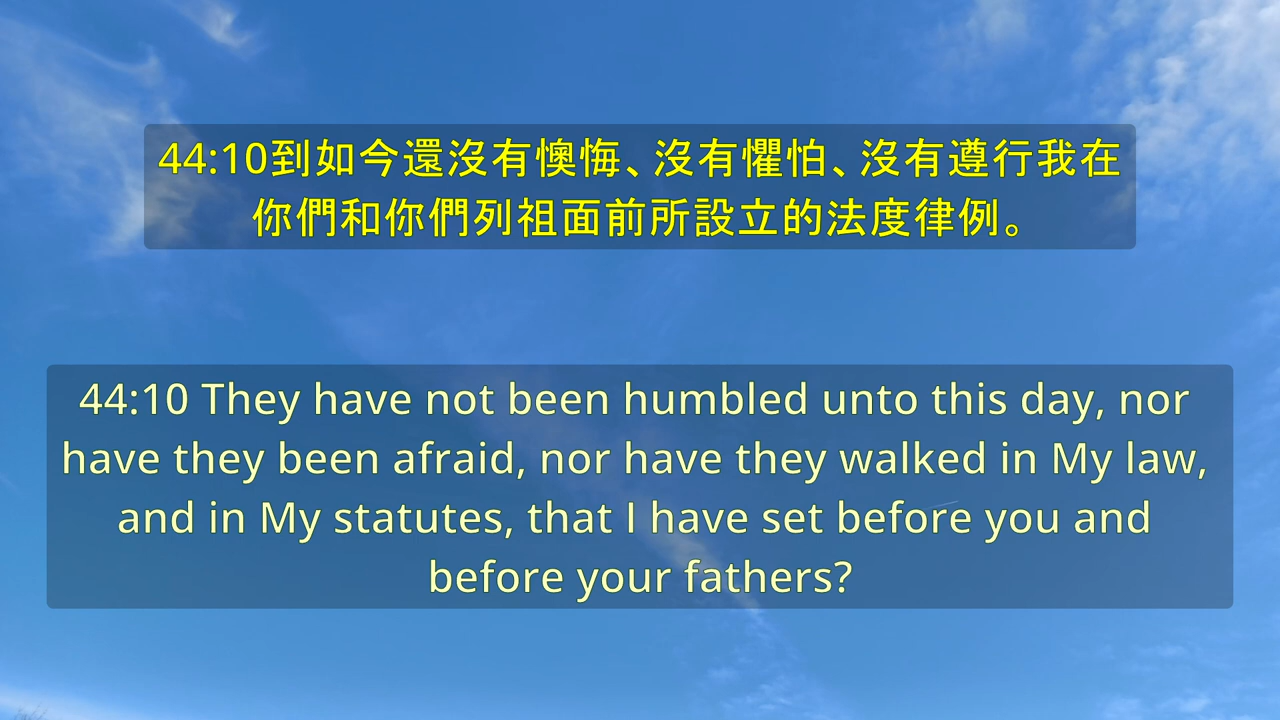 44:10到如今還沒有懊悔、沒有懼怕、沒有遵行我在
你們和你們列祖面前所設立的法度律例。
44:10 They have not been humbled unto this day, nor
have they been afraid, nor have they walked in My law,
and in My statutes, that I have set before you and
before your fathers?